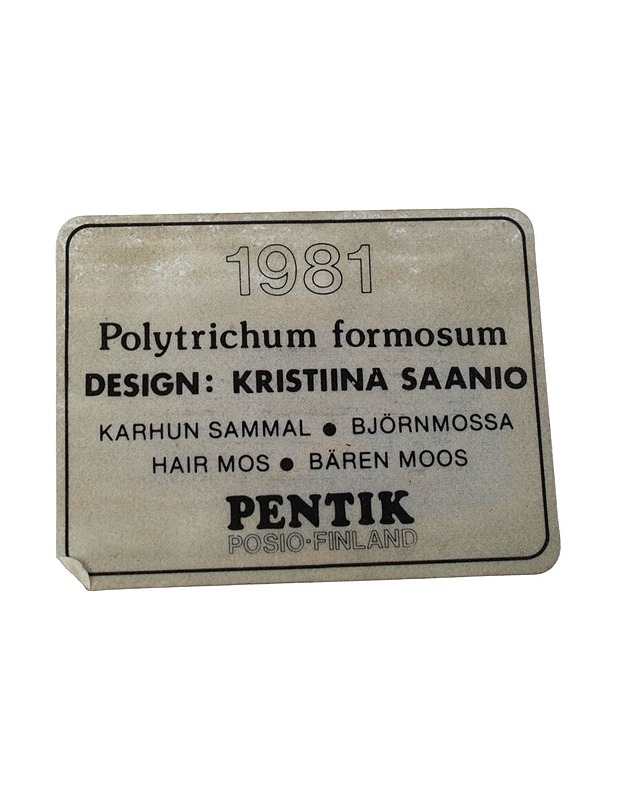 1981
Polytrichum formosum
DESIGN: KRISTIINA SAANIO
KARHUN SAMMAL ● BJÖRNMOSSA
HAIR MOS ● BÄREN MOOS
PENTIK
POSIO·FINLAND